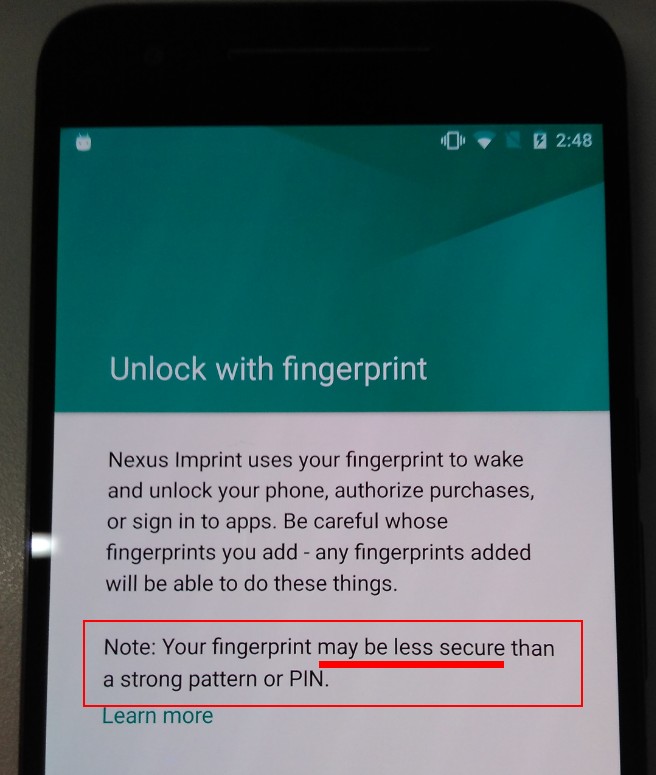 2:48
Unlock with fingerprint
Nexus Imprint uses your fingerprint to wake
and unlock your phone, authorize purchases,
or sign in to apps. Be careful whose
fingerprints you add - any fingerprints added
will be able to do these things.
Note: Your fingerprint may be less secure than
a strong pattern or PIN.
Learn more